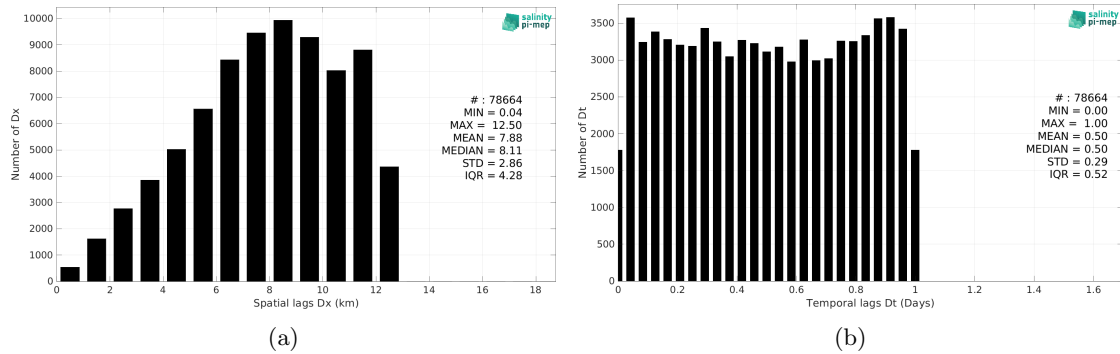 salinity
pi-mep
10000
9000
8000
7000
6000
5000
4000
3000
2000
1000
0
Number of Dx
# : 78664
MIN = 0.04
MAX = 12.50
MEAN = 7.88
MEDIAN = 8.11
STD = 2.86
IQR = 4.28
0 2 4 6 8 10 12 14 16 18
Spatial lags Dx (km)
(a)
salinity
pi-mep
3500
3000
2500
2000
1500
1000
500
0
Number of Dt
# : 78664
MIN = 0.00
MAX = 1.00
MEAN = 0.50
MEDIAN = 0.50
STD = 0.29
IQR = 0.52
0 0.2 0.4 0.6 0.8 1 1.2 1.4 1.6
Temporal lags Dt (Days)
(b)